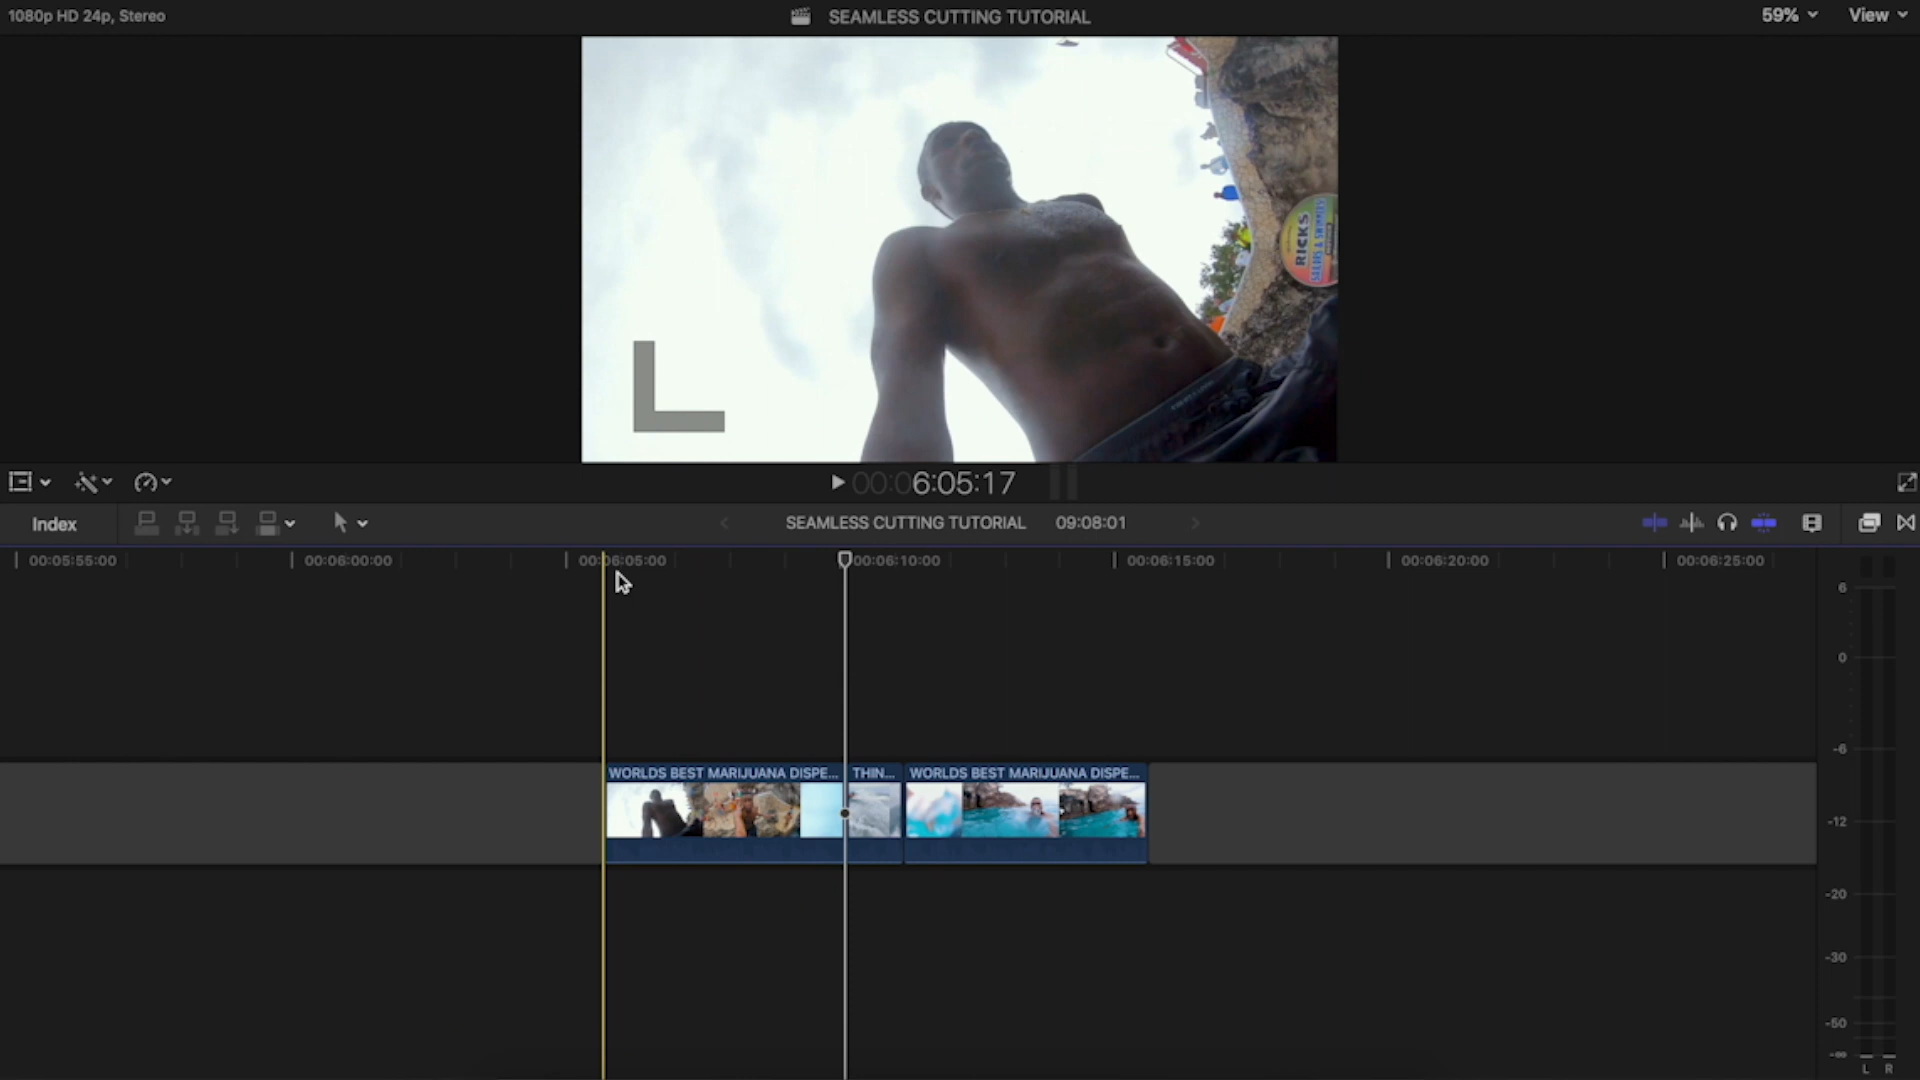 1080p HD 24p, Stereo
SEAMLESS CUTTING TUTORIAL
59%
View
RICKS
00:06:05:17
Index
SEAMLESS CUTTING TUTORIAL
09:08:01
00:05:55:00
00:06:00:00
00:06:05:00
00:06:10:00
00:06:15:00
00:06:20:00
00:06:25:00
6
0
-6
WORLDS BEST MARIJUANA DISPE...
THIN...
WORLDS BEST MARIJUANA DISPE...
-12
-20
-30
-50
-∞
L R